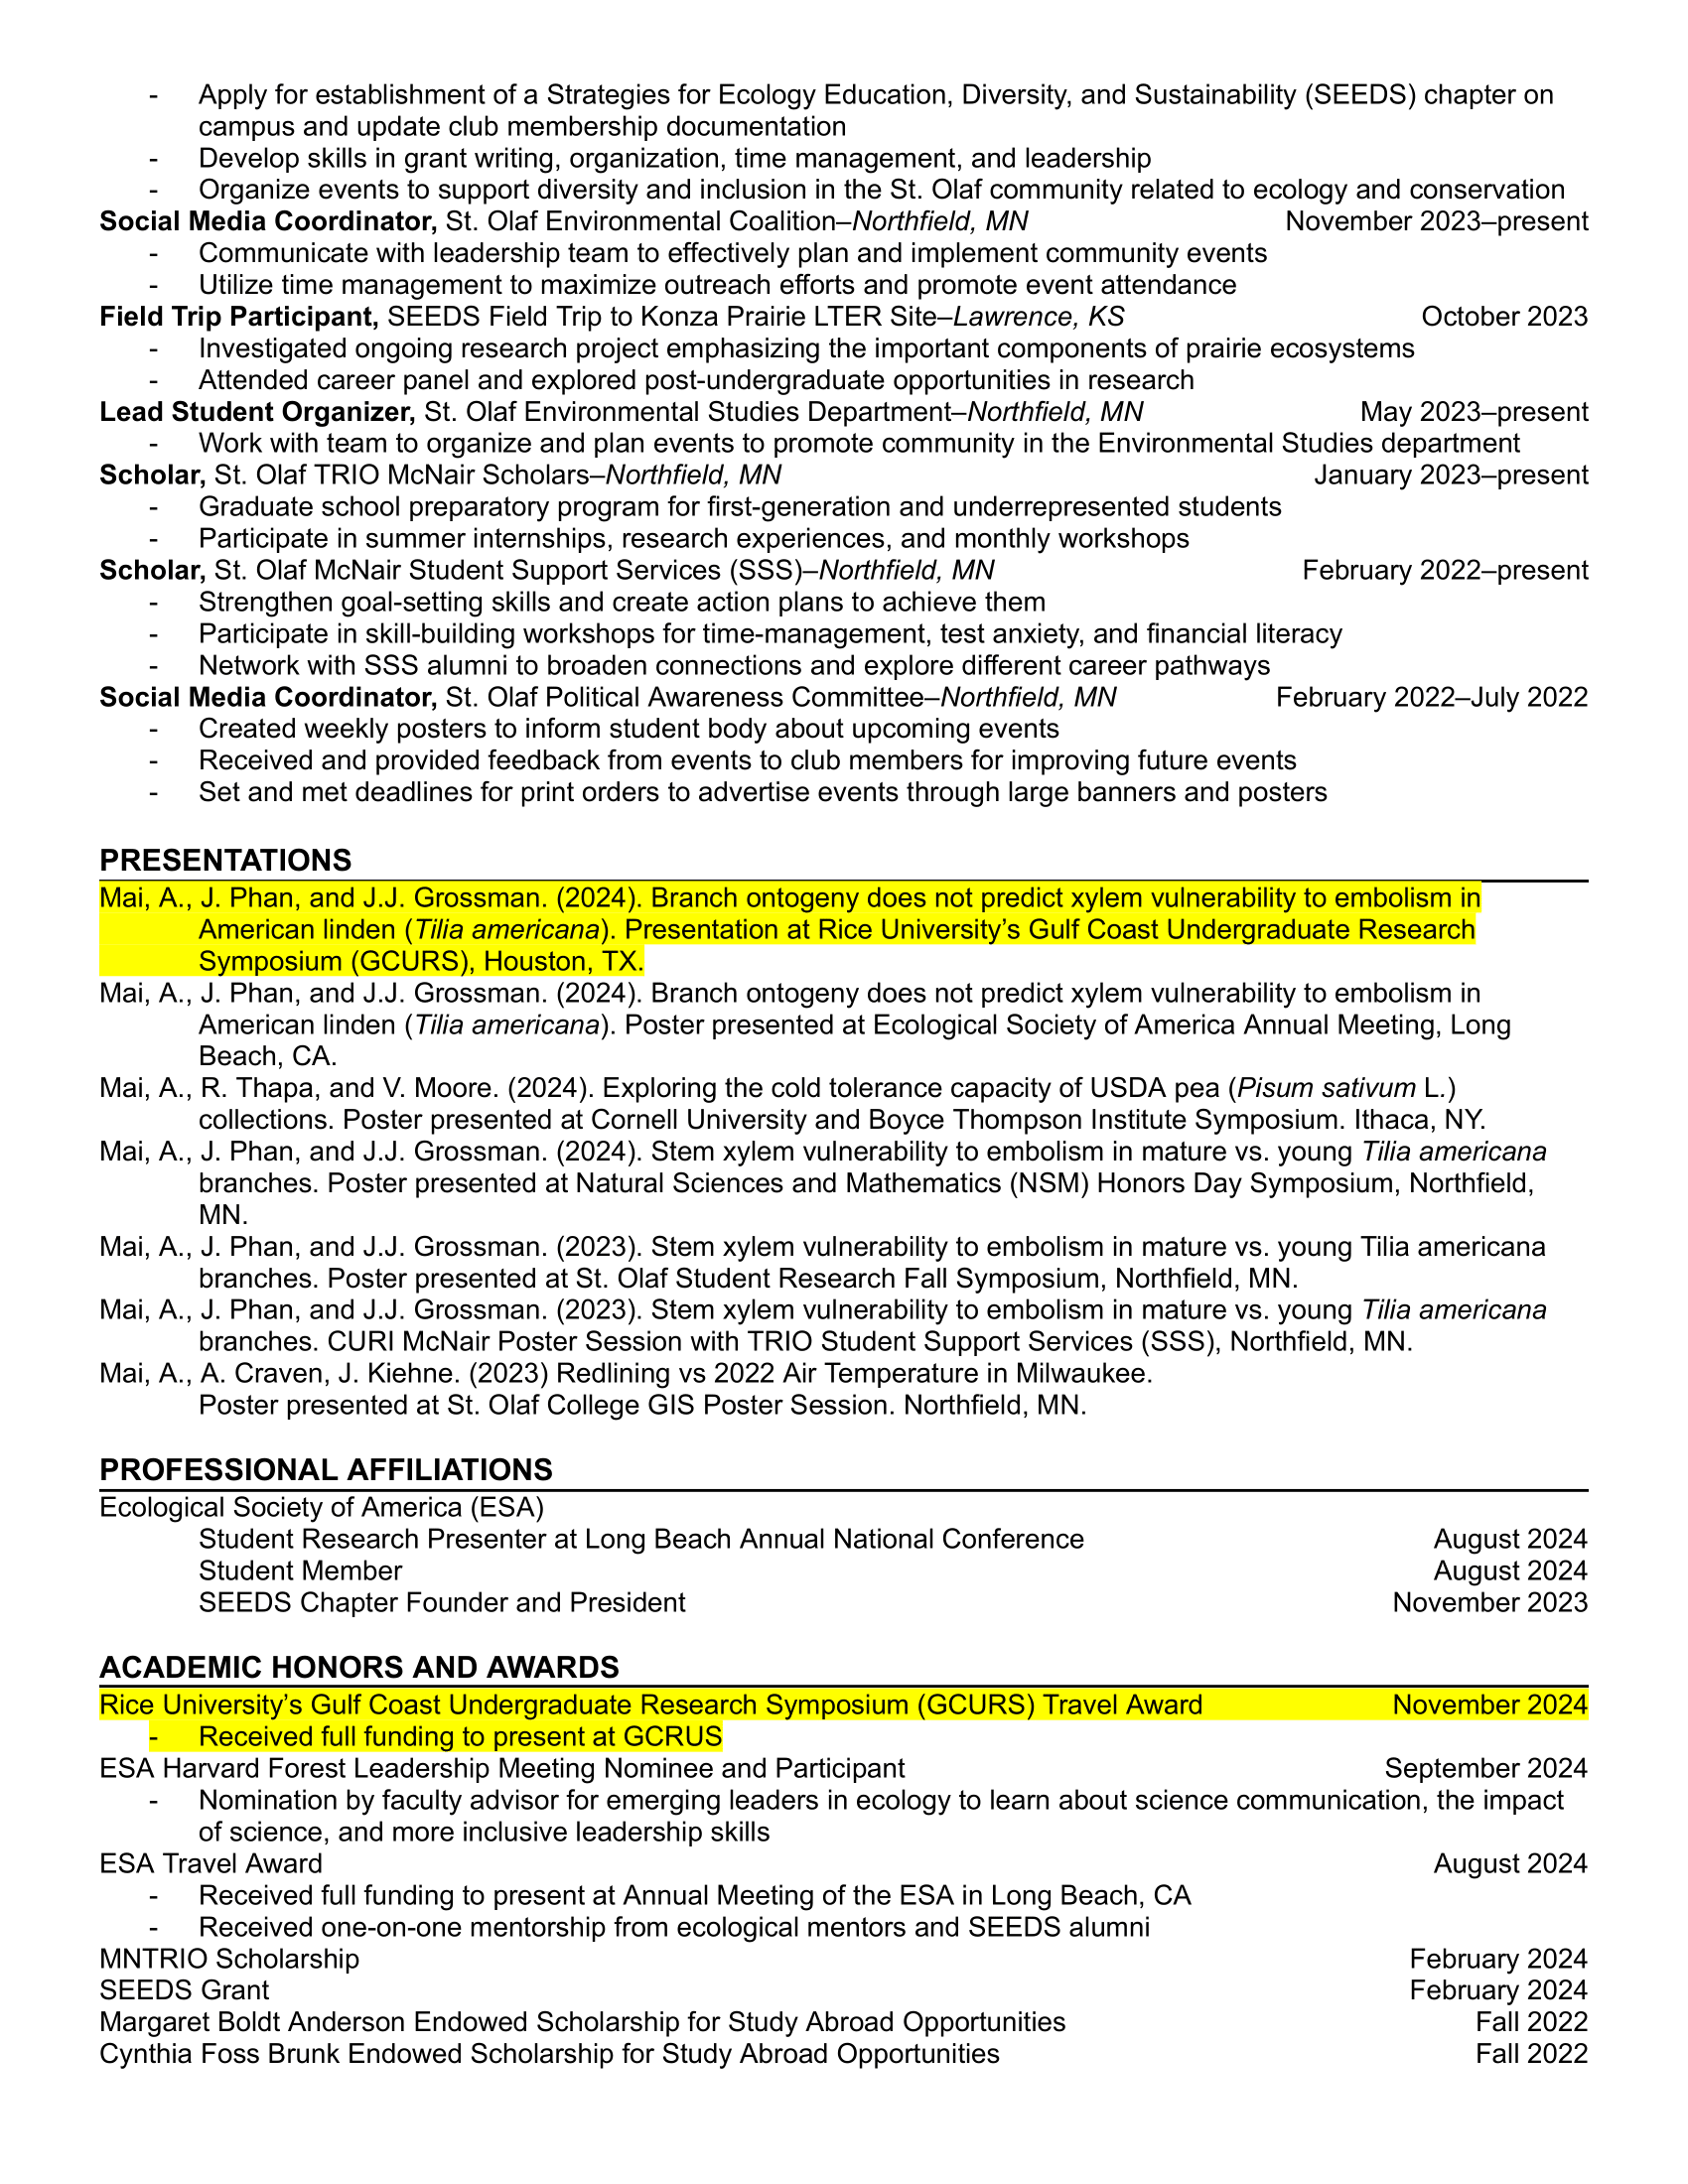 - Apply for establishment of a Strategies for Ecology Education, Diversity, and Sustainability (SEEDS) chapter on
campus and update club membership documentation
- Develop skills in grant writing, organization, time management, and leadership
- Organize events to support diversity and inclusion in the St. Olaf community related to ecology and conservation
Social Media Coordinator, St. Olaf Environmental Coalition–Northfield, MN November 2023–present
- Communicate with leadership team to effectively plan and implement community events
- Utilize time management to maximize outreach efforts and promote event attendance
Field Trip Participant, SEEDS Field Trip to Konza Prairie LTER Site–Lawrence, KS October 2023
- Investigated ongoing research project emphasizing the important components of prairie ecosystems
- Attended career panel and explored post-undergraduate opportunities in research
Lead Student Organizer, St. Olaf Environmental Studies Department–Northfield, MN May 2023–present
- Work with team to organize and plan events to promote community in the Environmental Studies department
Scholar, St. Olaf TRIO McNair Scholars–Northfield, MN January 2023–present
- Graduate school preparatory program for first-generation and underrepresented students
- Participate in summer internships, research experiences, and monthly workshops
Scholar, St. Olaf McNair Student Support Services (SSS)–Northfield, MN February 2022–present
- Strengthen goal-setting skills and create action plans to achieve them
- Participate in skill-building workshops for time-management, test anxiety, and financial literacy
- Network with SSS alumni to broaden connections and explore different career pathways
Social Media Coordinator, St. Olaf Political Awareness Committee–Northfield, MN February 2022–July 2022
- Created weekly posters to inform student body about upcoming events
- Received and provided feedback from events to club members for improving future events
- Set and met deadlines for print orders to advertise events through large banners and posters
PRESENTATIONS
Mai, A., J. Phan, and J.J. Grossman. (2024). Branch ontogeny does not predict xylem vulnerability to embolism in
American linden (Tilia americana). Presentation at Rice University’s Gulf Coast Undergraduate Research
Symposium (GCURS), Houston, TX.
Mai, A., J. Phan, and J.J. Grossman. (2024). Branch ontogeny does not predict xylem vulnerability to embolism in
American linden (Tilia americana). Poster presented at Ecological Society of America Annual Meeting, Long
Beach, CA.
Mai, A., R. Thapa, and V. Moore. (2024). Exploring the cold tolerance capacity of USDA pea (Pisum sativum L.)
collections. Poster presented at Cornell University and Boyce Thompson Institute Symposium. Ithaca, NY.
Mai, A., J. Phan, and J.J. Grossman. (2024). Stem xylem vulnerability to embolism in mature vs. young Tilia americana
branches. Poster presented at Natural Sciences and Mathematics (NSM) Honors Day Symposium, Northfield,
MN.
Mai, A., J. Phan, and J.J. Grossman. (2023). Stem xylem vulnerability to embolism in mature vs. young Tilia americana
branches. Poster presented at St. Olaf Student Research Fall Symposium, Northfield, MN.
Mai, A., J. Phan, and J.J. Grossman. (2023). Stem xylem vulnerability to embolism in mature vs. young Tilia americana
branches. CURI McNair Poster Session with TRIO Student Support Services (SSS), Northfield, MN.
Mai, A., A. Craven, J. Kiehne. (2023) Redlining vs 2022 Air Temperature in Milwaukee.
Poster presented at St. Olaf College GIS Poster Session. Northfield, MN.
PROFESSIONAL AFFILIATIONS
Ecological Society of America (ESA)
Student Research Presenter at Long Beach Annual National Conference August 2024
Student Member August 2024
SEEDS Chapter Founder and President November 2023
ACADEMIC HONORS AND AWARDS
Rice University’s Gulf Coast Undergraduate Research Symposium (GCURS) Travel Award November 2024
- Received full funding to present at GCRUS
ESA Harvard Forest Leadership Meeting Nominee and Participant September 2024
- Nomination by faculty advisor for emerging leaders in ecology to learn about science communication, the impact
of science, and more inclusive leadership skills
ESA Travel Award August 2024
- Received full funding to present at Annual Meeting of the ESA in Long Beach, CA
- Received one-on-one mentorship from ecological mentors and SEEDS alumni
MNTRIO Scholarship February 2024
SEEDS Grant February 2024
Margaret Boldt Anderson Endowed Scholarship for Study Abroad Opportunities Fall 2022
Cynthia Foss Brunk Endowed Scholarship for Study Abroad Opportunities Fall 2022